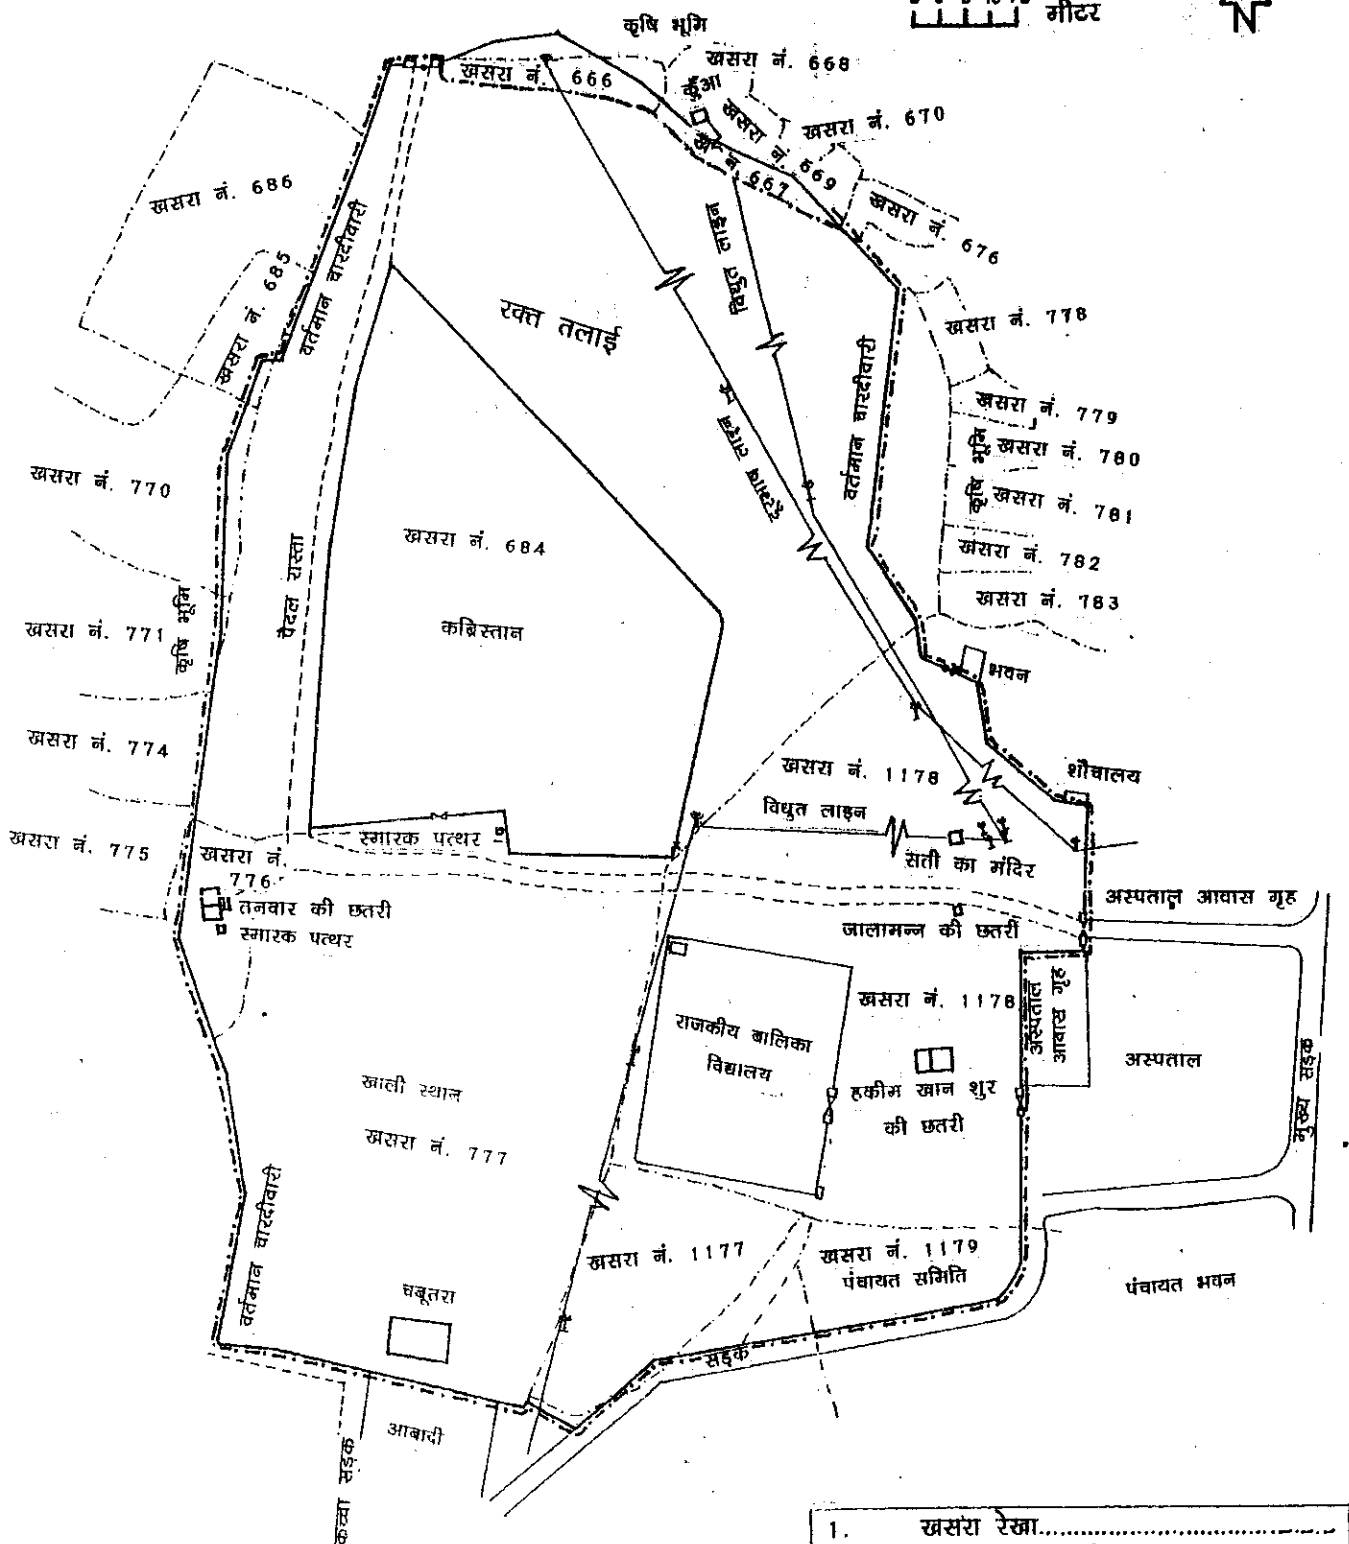 मीटर
N
कृषि भूमि
खसरा नं. 668
खसरा नं. 666
कुँआ
खसरा नं. 669
खसरा नं. 670
667
खसरा नं. 686
खसरा नं. 676
खसरा नं. 685
वर्तमान चारदीवारी
विधुत लाइन
रक्त तलाई
खसरा नं. 778
वर्तमान चारदीवारी
खसरा नं. 779
दूरभाष लाइन
कृषि भूमि
खसरा नं. 780
खसरा नं. 770
खसरा नं. 781
खसरा नं. 684
खसरा नं. 782
पैदल रास्ता
खसरा नं. 783
खसरा नं. 771
कृषि भूमि
कब्रिस्तान
भवन
खसरा नं. 774
खसरा नं. 1178
शौचालय
विधुत लाइन
खसरा नं. 775
खसरा नं.
776
स्मारक पत्थर
सती का मंदिर
तनवार की छतरी
स्मारक पत्थर
अस्पताल आवास गृह
जालामन्ज की छतरी
खसरा नं. 1178
अस्पताल
आवास गृह
राजकीय बालिका
विद्यालय
अस्पताल
मुख्य सड़क
खाली स्थान
हकीम खान शुर
की छतरी
खसरा नं. 777
वर्तमान चारदीवारी
खसरा नं. 1177
खसरा नं. 1179
पंचायत समिति
पंचायत भवन
चबूतरा
सड़क
आबादी
कच्चा सड़क
1. खसरा रेखा